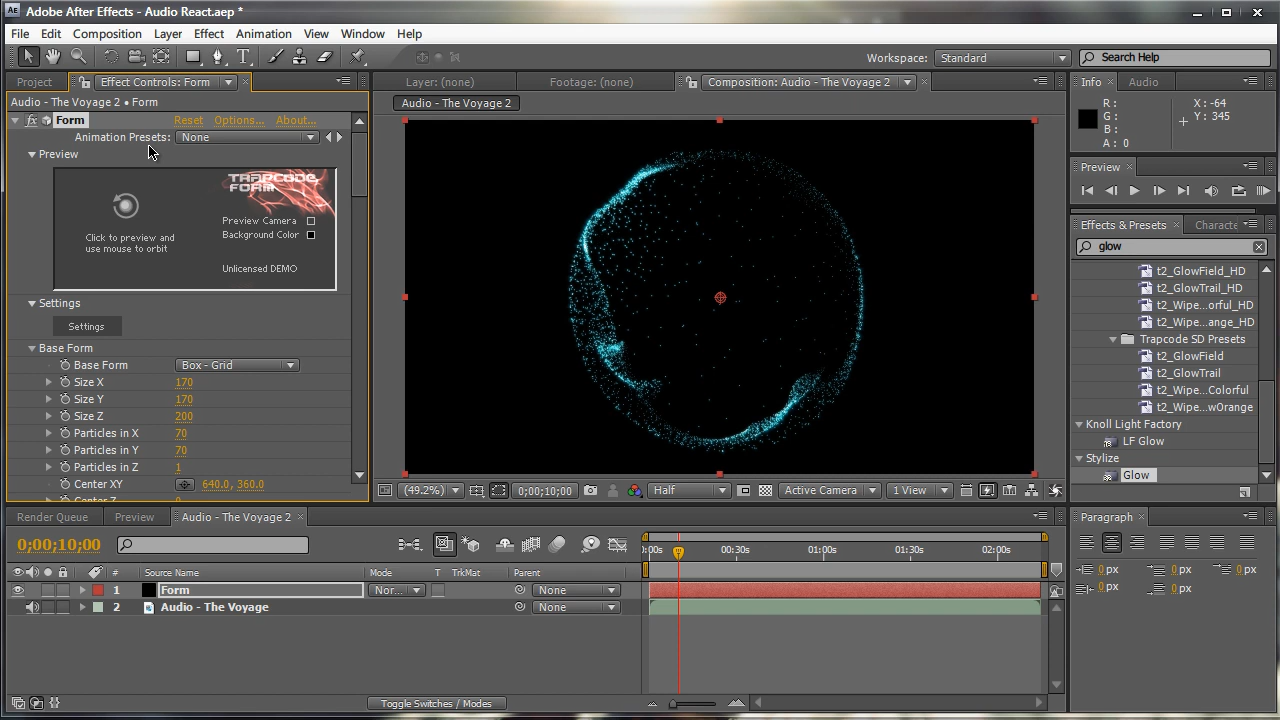 Adobe After Effects - Audio React.aep *
File Edit Composition Layer Effect Animation View Window Help
Workspace: Standard Search Help
Project Effect Controls: Form
Audio - The Voyage 2 • Form
Form Reset Options... About...
Animation Presets: None
Preview
TRAPCODE
FORM
Click to preview and
use mouse to orbit
Preview Camera
Background Color
Unlicensed DEMO
Settings
Settings
Base Form
Base Form Box - Grid
Size X 170
Size Y 170
Size Z 200
Particles in X 70
Particles in Y 70
Particles in Z 1
Center XY 640.0, 360.0
Layer: (none) Footage: (none) Composition: Audio - The Voyage 2
Audio - The Voyage 2
(49.2%) 0;00;10;00 Half Active Camera 1 View
Info Audio
R : X : -64
G : Y : 345
B :
A : 0
Preview
Effects & Presets Characte
glow
t2_GlowField_HD
t2_GlowTrail_HD
t2_Wipe...orful_HD
t2_Wipe...ange_HD
Trapcode SD Presets
t2_GlowField
t2_GlowTrail
t2_Wipe...Colorful
t2_Wipe...wOrange
Knoll Light Factory
LF Glow
Stylize
Glow
Render Queue Preview Audio - The Voyage 2
0;00;10;00
:00s 00:30s 01:00s 01:30s 02:00s
# Source Name Mode T TrkMat Parent
1 Form Nor... None
2 Audio - The Voyage None
Toggle Switches / Modes
Paragraph
0 px 0 px 0 px
0 px 0 px